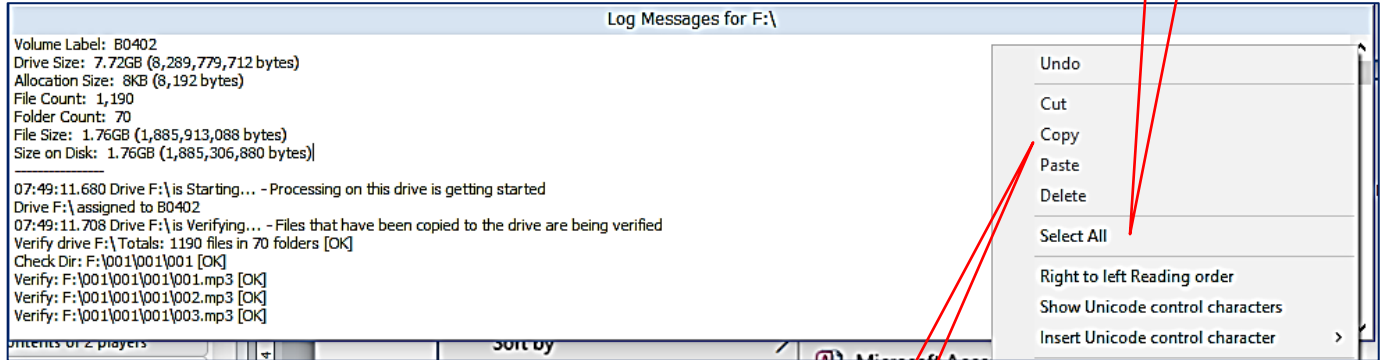 Log Messages for F:\
Volume Label: B0402
Drive Size: 7.72GB (8,289,779,712 bytes)
Allocation Size: 8KB (8,192 bytes)
File Count: 1,190
Folder Count: 70
File Size: 1.76GB (1,885,913,088 bytes)
Size on Disk: 1.76GB (1,885,306,880 bytes)
----------------
07:49:11.680 Drive F:\ is Starting... - Processing on this drive is getting started
Drive F:\ assigned to B0402
07:49:11.708 Drive F:\ is Verifying... - Files that have been copied to the drive are being verified
Verify drive F:\ Totals: 1190 files in 70 folders [OK]
Check Dir: F:\001\001\001 [OK]
Verify: F:\001\001\001\001.mp3 [OK]
Verify: F:\001\001\001\002.mp3 [OK]
Verify: F:\001\001\001\003.mp3 [OK]
Undo
Cut
Copy
Paste
Delete
Select All
Right to left Reading order
Show Unicode control characters
Insert Unicode control character >
of 2 players
Sort by